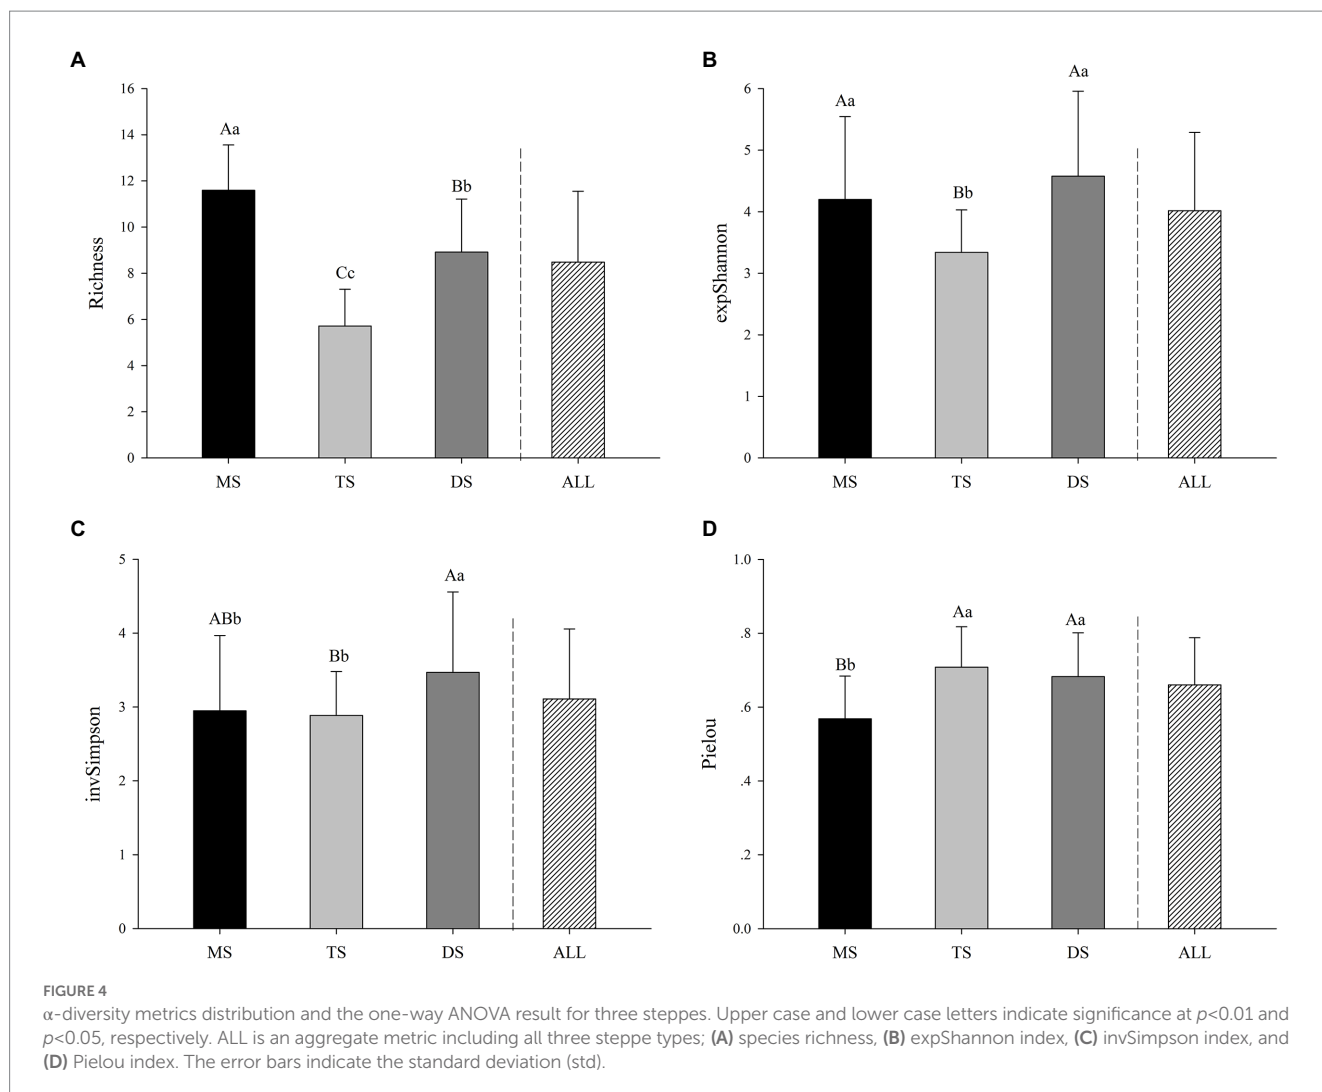 A
B
16
14
12
10
8
6
4
2
0
Richness
Aa
Cc
Bb
MS
TS
DS
ALL
6
5
4
3
2
1
0
expShannon
Aa
Bb
Aa
MS
TS
DS
ALL
C
D
5
4
3
2
1
0
invSimpson
ABb
Bb
Aa
MS
TS
DS
ALL
1.0
.8
.6
.4
.2
0.0
Pielou
Bb
Aa
Aa
MS
TS
DS
ALL
FIGURE 4
α-diversity metrics distribution and the one-way ANOVA result for three steppes. Upper case and lower case letters indicate significance at p<0.01 and
p<0.05, respectively. ALL is an aggregate metric including all three steppe types; (A) species richness, (B) expShannon index, (C) invSimpson index, and
(D) Pielou index. The error bars indicate the standard deviation (std).